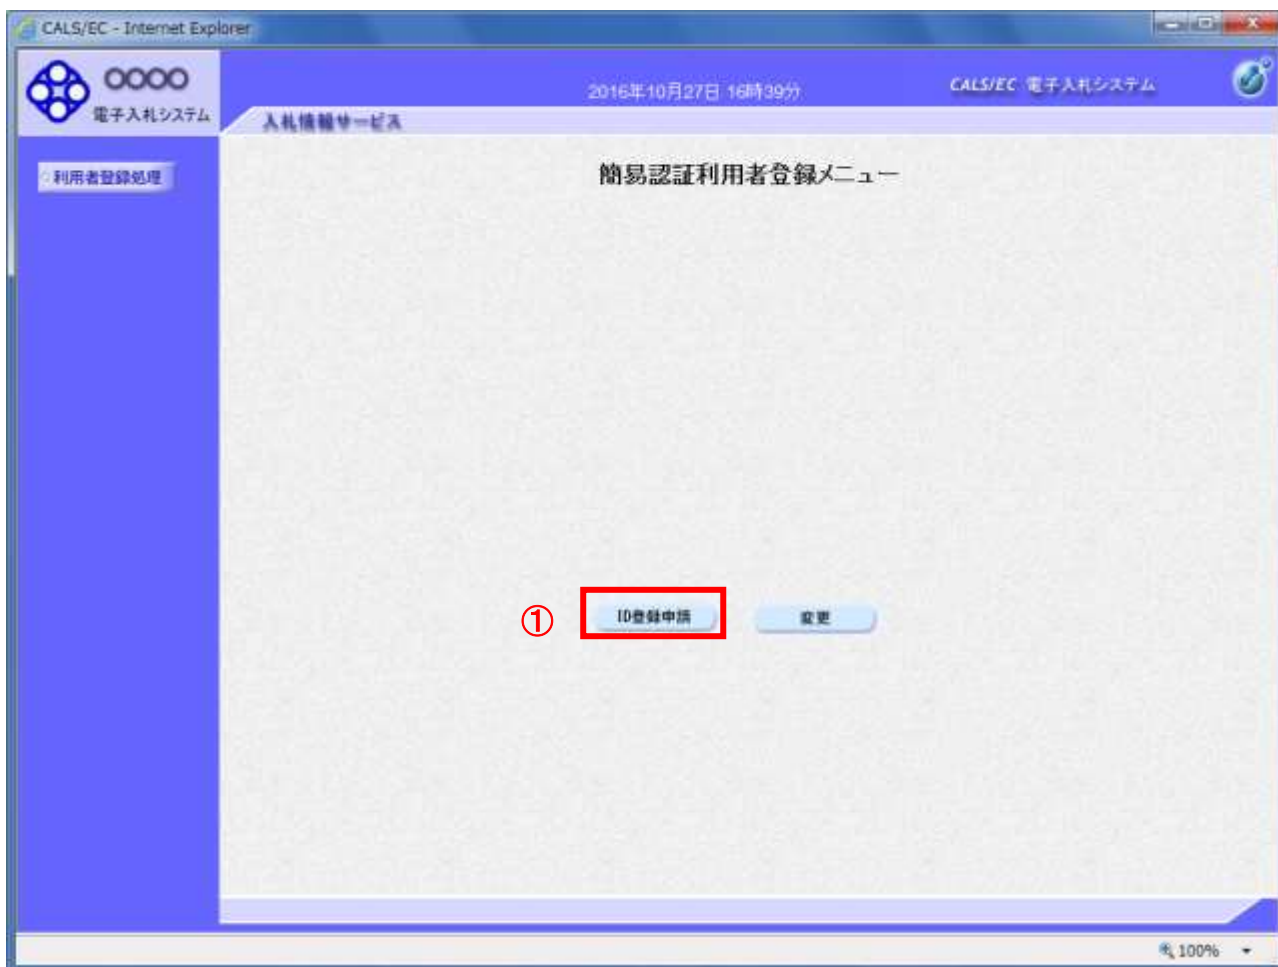 CALS/EC - Internet Explorer
○○○○
電子入札システム
2016年10月27日 16時39分
CALS/EC 電子入札システム
入札情報サービス
利用者登録処理
簡易認証利用者登録メニュー
①
ID登録申請
変更
100%